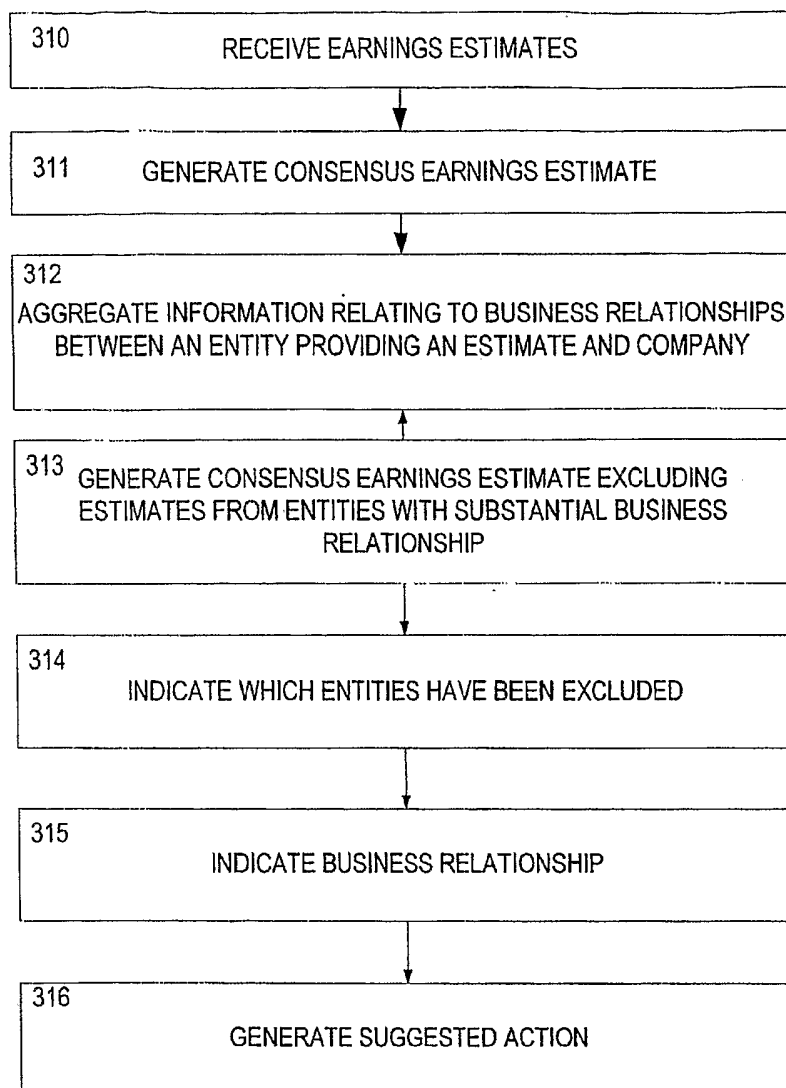 310
RECEIVE EARNINGS ESTIMATES
311
GENERATE CONSENSUS EARNINGS ESTIMATE
312
AGGREGATE INFORMATION RELATING TO BUSINESS RELATIONSHIPS
BETWEEN AN ENTITY PROVIDING AN ESTIMATE AND COMPANY
313
GENERATE CONSENSUS EARNINGS ESTIMATE EXCLUDING
ESTIMATES FROM ENTITIES WITH SUBSTANTIAL BUSINESS
RELATIONSHIP
314
INDICATE WHICH ENTITIES HAVE BEEN EXCLUDED
315
INDICATE BUSINESS RELATIONSHIP
316
GENERATE SUGGESTED ACTION